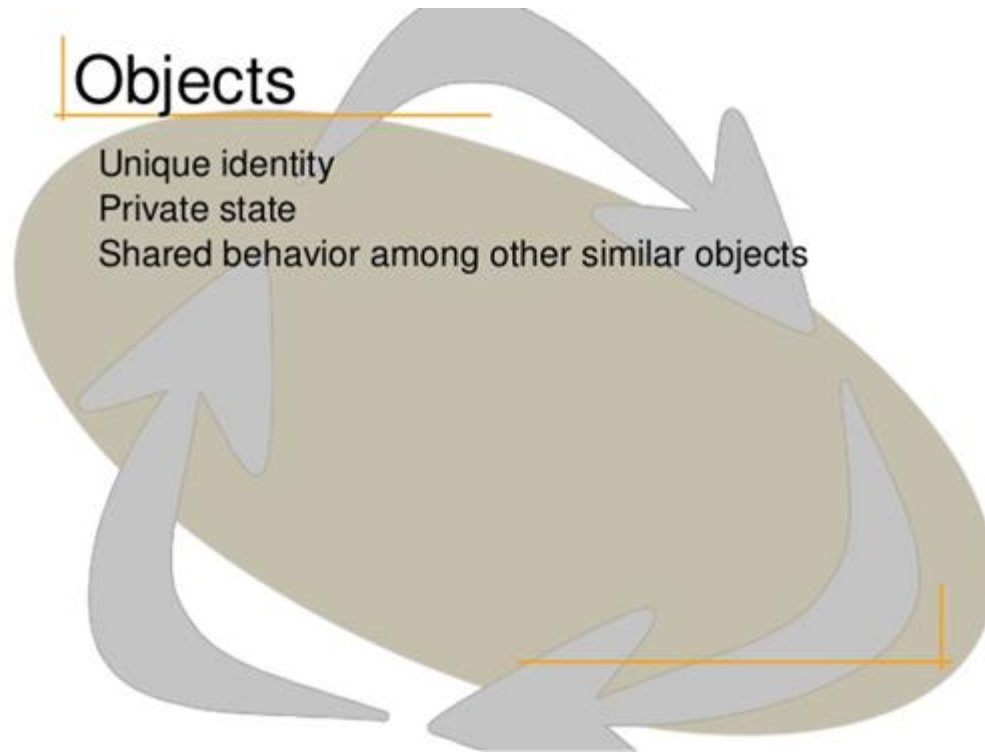 Objects
Unique identity
Private state
Shared behavior among other similar objects